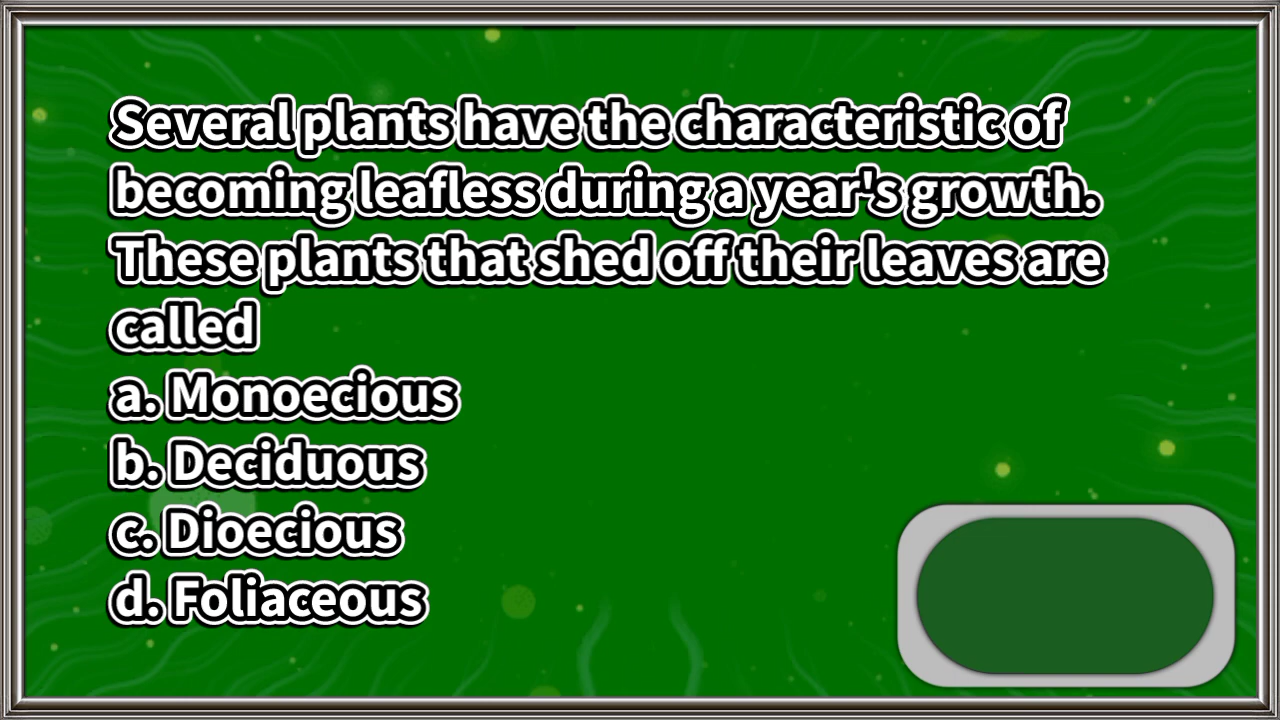 Several plants have the characteristic of
becoming leafless during a year's growth.
These plants that shed off their leaves are
called
a. Monoecious
b. Deciduous
c. Dioecious
d. Foliaceous